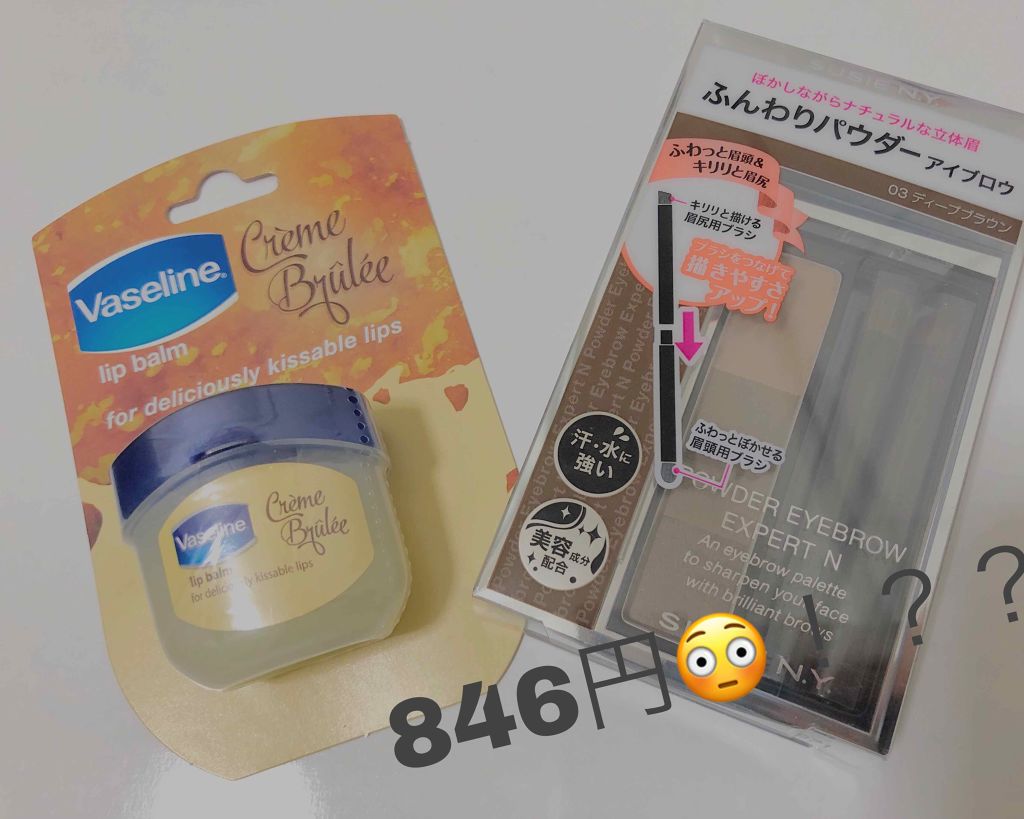 Vaseline
Crème
Brûlée
lip balm
for deliciously kissable lips
Vaseline
Crème
Brûlée
lip balm
for deliciously kissable lips
SUSIE N.Y.
ぼかしながらナチュラルな立体眉
ふんわりパウダーアイブロウ
03 ディープブラウン
ふわっと眉頭&
キリリと眉尻
キリリと描ける
眉尻用ブラシ
ブラシをつなげて
描きやすさ
アップ!
ふわっとぼかせる
眉頭用ブラシ
汗・水に
強い
美容成分
配合
POWDER EYEBROW
EXPERT N
An eyebrow palette
to sharpen your face
with brilliant brows
N.Y.
846円😳!??